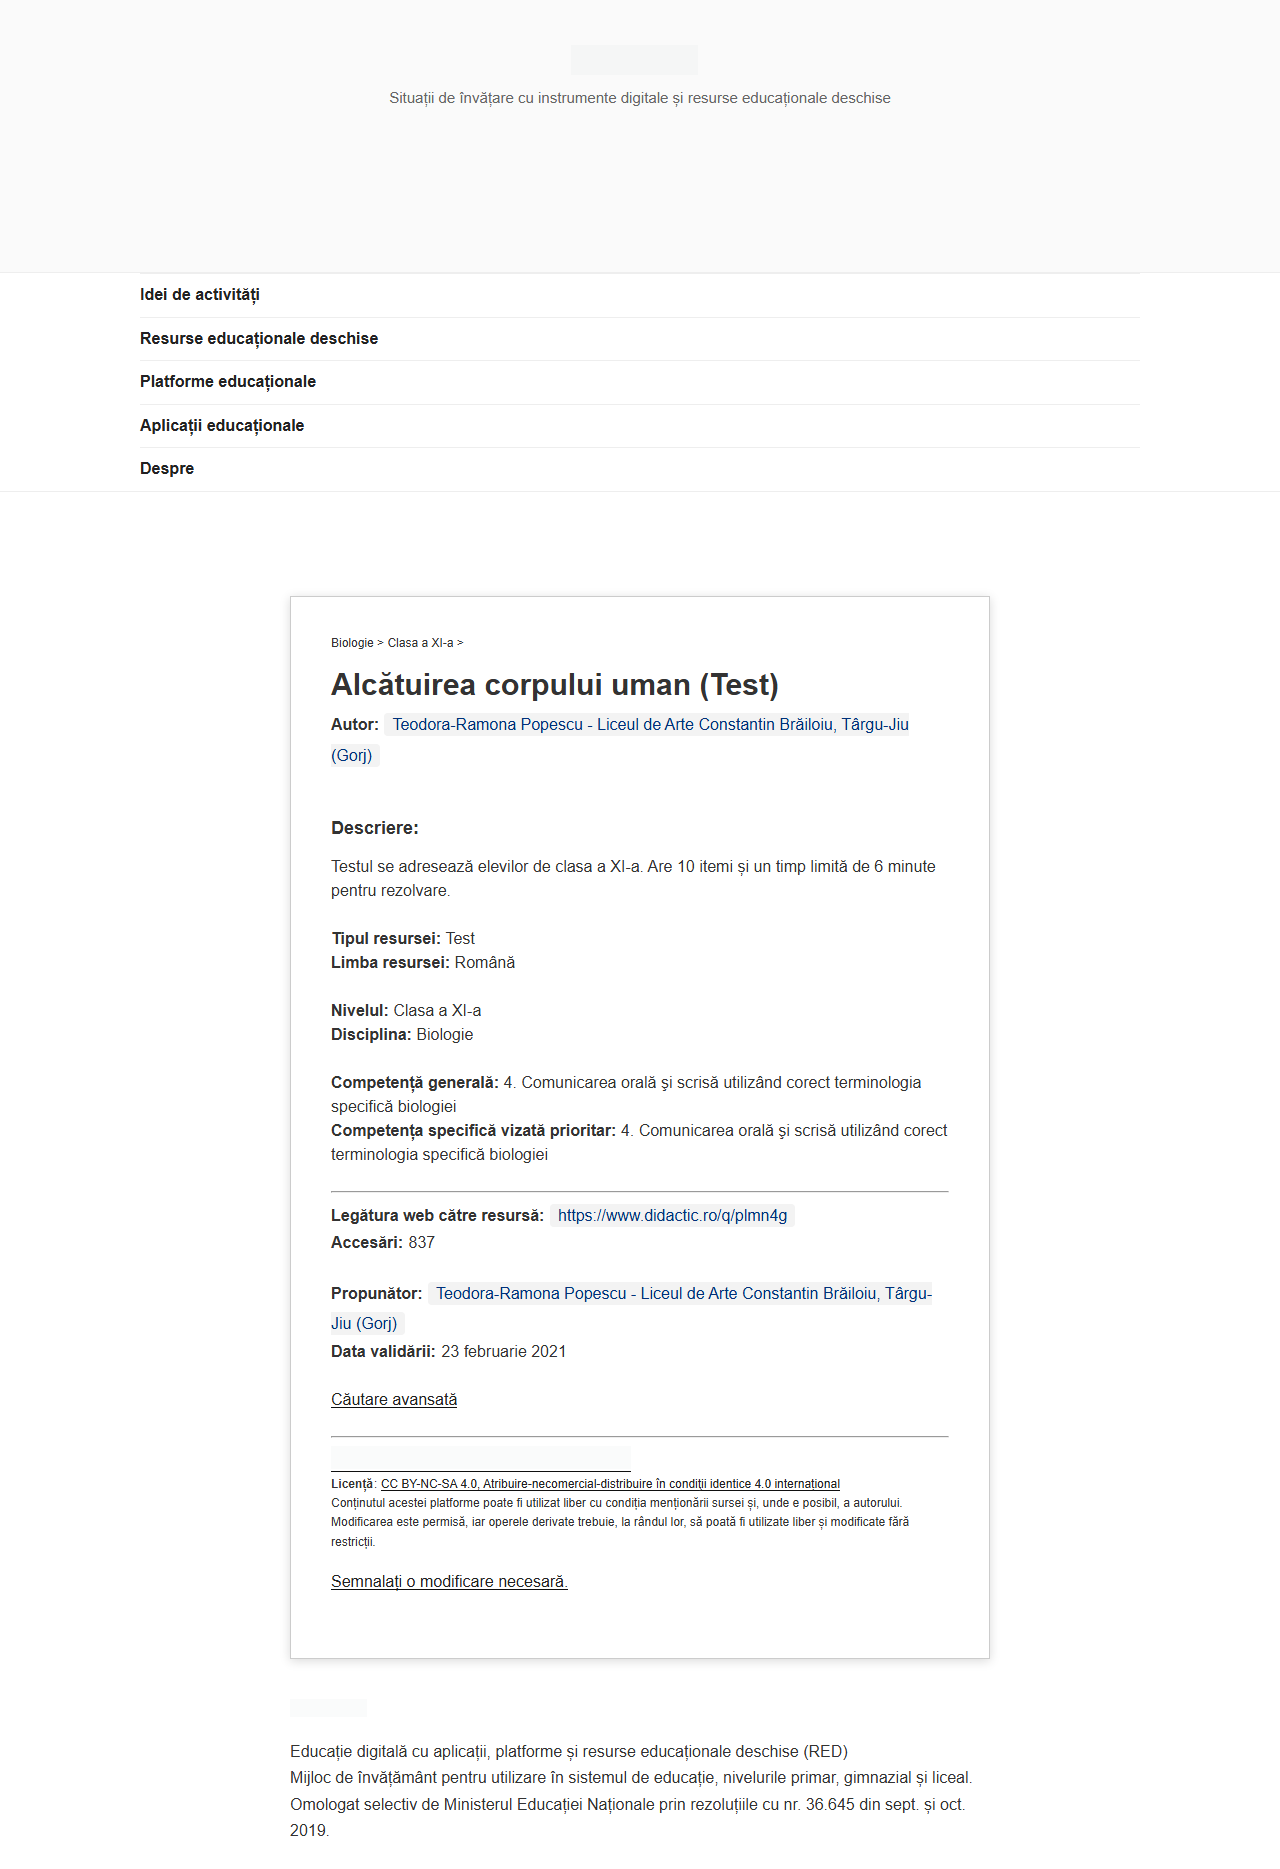 Situații de învățare cu instrumente digitale și resurse educaționale deschise
Idei de activități
Resurse educaționale deschise
Platforme educaționale
Aplicații educaționale
Despre
Biologie > Clasa a XI-a >
Alcătuirea corpului uman (Test)
Autor: Teodora-Ramona Popescu - Liceul de Arte Constantin Brăiloiu, Târgu-Jiu
(Gorj)
Descriere:
Testul se adresează elevilor de clasa a XI-a. Are 10 itemi și un timp limită de 6 minute
pentru rezolvare.
Tipul resursei: Test
Limba resursei: Română
Nivelul: Clasa a XI-a
Disciplina: Biologie
Competență generală: 4. Comunicarea orală şi scrisă utilizând corect terminologia
specifică biologiei
Competența specifică vizată prioritar: 4. Comunicarea orală şi scrisă utilizând corect
terminologia specifică biologiei
Legătura web către resursă: https://www.didactic.ro/q/plmn4g
Accesări: 837
Propunător: Teodora-Ramona Popescu - Liceul de Arte Constantin Brăiloiu, Târgu-
Jiu (Gorj)
Data validării: 23 februarie 2021
Căutare avansată
Licență: CC BY-NC-SA 4.0, Atribuire-necomercial-distribuire în condiții identice 4.0 internațional
Conținutul acestei platforme poate fi utilizat liber cu condiția menționării sursei și, unde e posibil, a autorului.
Modificarea este permisă, iar operele derivate trebuie, la rândul lor, să poată fi utilizate liber și modificate fără
restricții.
Semnalați o modificare necesară.
Educație digitală cu aplicații, platforme și resurse educaționale deschise (RED)
Mijloc de învățământ pentru utilizare în sistemul de educație, nivelurile primar, gimnazial și liceal.
Omologat selectiv de Ministerul Educației Naționale prin rezoluțiile cu nr. 36.645 din sept. și oct.
2019.